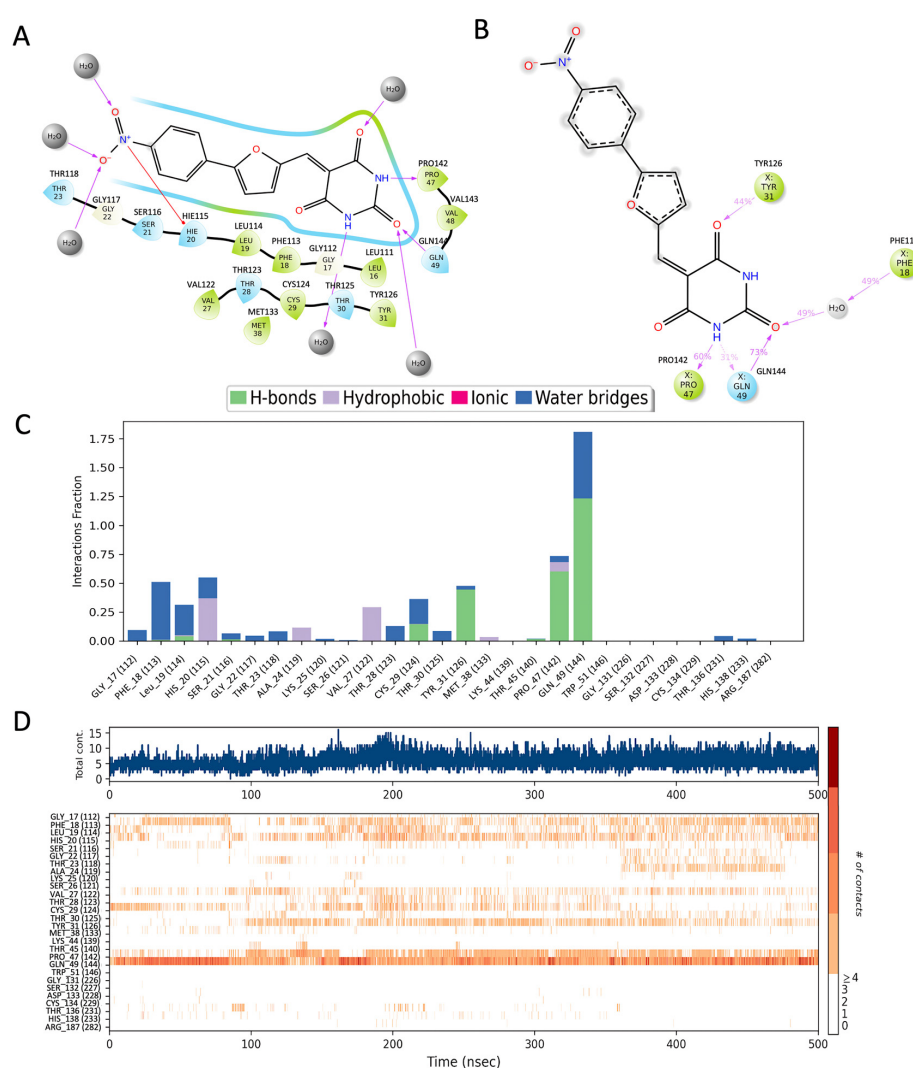 A
B
H₂O
H₂O
H₂O
H₂O
H₂O
H₂O
O
N⁺
O⁻
O
O
NH
O
NH
O
THR118
THR 23
GLY117
GLY 22
SER116
SER 21
HIE115
HIE 20
LEU114
LEU 19
PHE113
PHE 18
GLY112
GLY 17
LEU111
LEU 16
PRO142
PRO 47
VAL143
VAL 48
GLN144
GLN 49
VAL122
VAL 27
THR123
THR 28
CYS124
CYS 29
THR125
THR 30
TYR126
TYR 31
MET133
MET 38
O
O⁻
N⁺
O
O
NH
O
NH
O
TYR126
X: TYR 31
44%
PHE11
X: PHE 18
49%
H₂O
49%
PRO142
X: PRO 47
60%
31%
73%
GLN144
X: GLN 49
H-bonds Hydrophobic Ionic Water bridges
C
Interactions Fraction
1.75
1.50
1.25
1.00
0.75
0.50
0.25
0.00
GLY_17 (112)
PHE_18 (113)
Leu_19 (114)
HIS_20 (115)
SER_21 (116)
GLY_22 (117)
THR_23 (118)
ALA_24 (119)
LYS_25 (120)
SER_26 (121)
VAL_27 (122)
THR_28 (123)
CYS_29 (124)
THR_30 (125)
TYR_31 (126)
MET_38 (133)
LYS_44 (139)
THR_45 (140)
PRO_47 (142)
GLN_49 (144)
TRP_51 (146)
GLY_131 (226)
SER_132 (227)
ASP_133 (228)
CYS_134 (229)
THR_136 (231)
HIS_138 (233)
ARG_187 (282)
D
Total cont.
15
10
5
0
0 100 200 300 400 500
GLY_17 (112)
PHE_18 (113)
LEU_19 (114)
HIS_20 (115)
SER_21 (116)
GLY_22 (117)
THR_23 (118)
ALA_24 (119)
LYS_25 (120)
SER_26 (121)
VAL_27 (122)
THR_28 (123)
CYS_29 (124)
THR_30 (125)
TYR_31 (126)
MET_38 (133)
LYS_44 (139)
THR_45 (140)
PRO_47 (142)
GLN_49 (144)
TRP_51 (146)
GLY_131 (226)
SER_132 (227)
ASP_133 (228)
CYS_134 (229)
THR_136 (231)
HIS_138 (233)
ARG_187 (282)
0 100 200 300 400 500
Time (nsec)
# of contacts
≥4
3
2
1
0